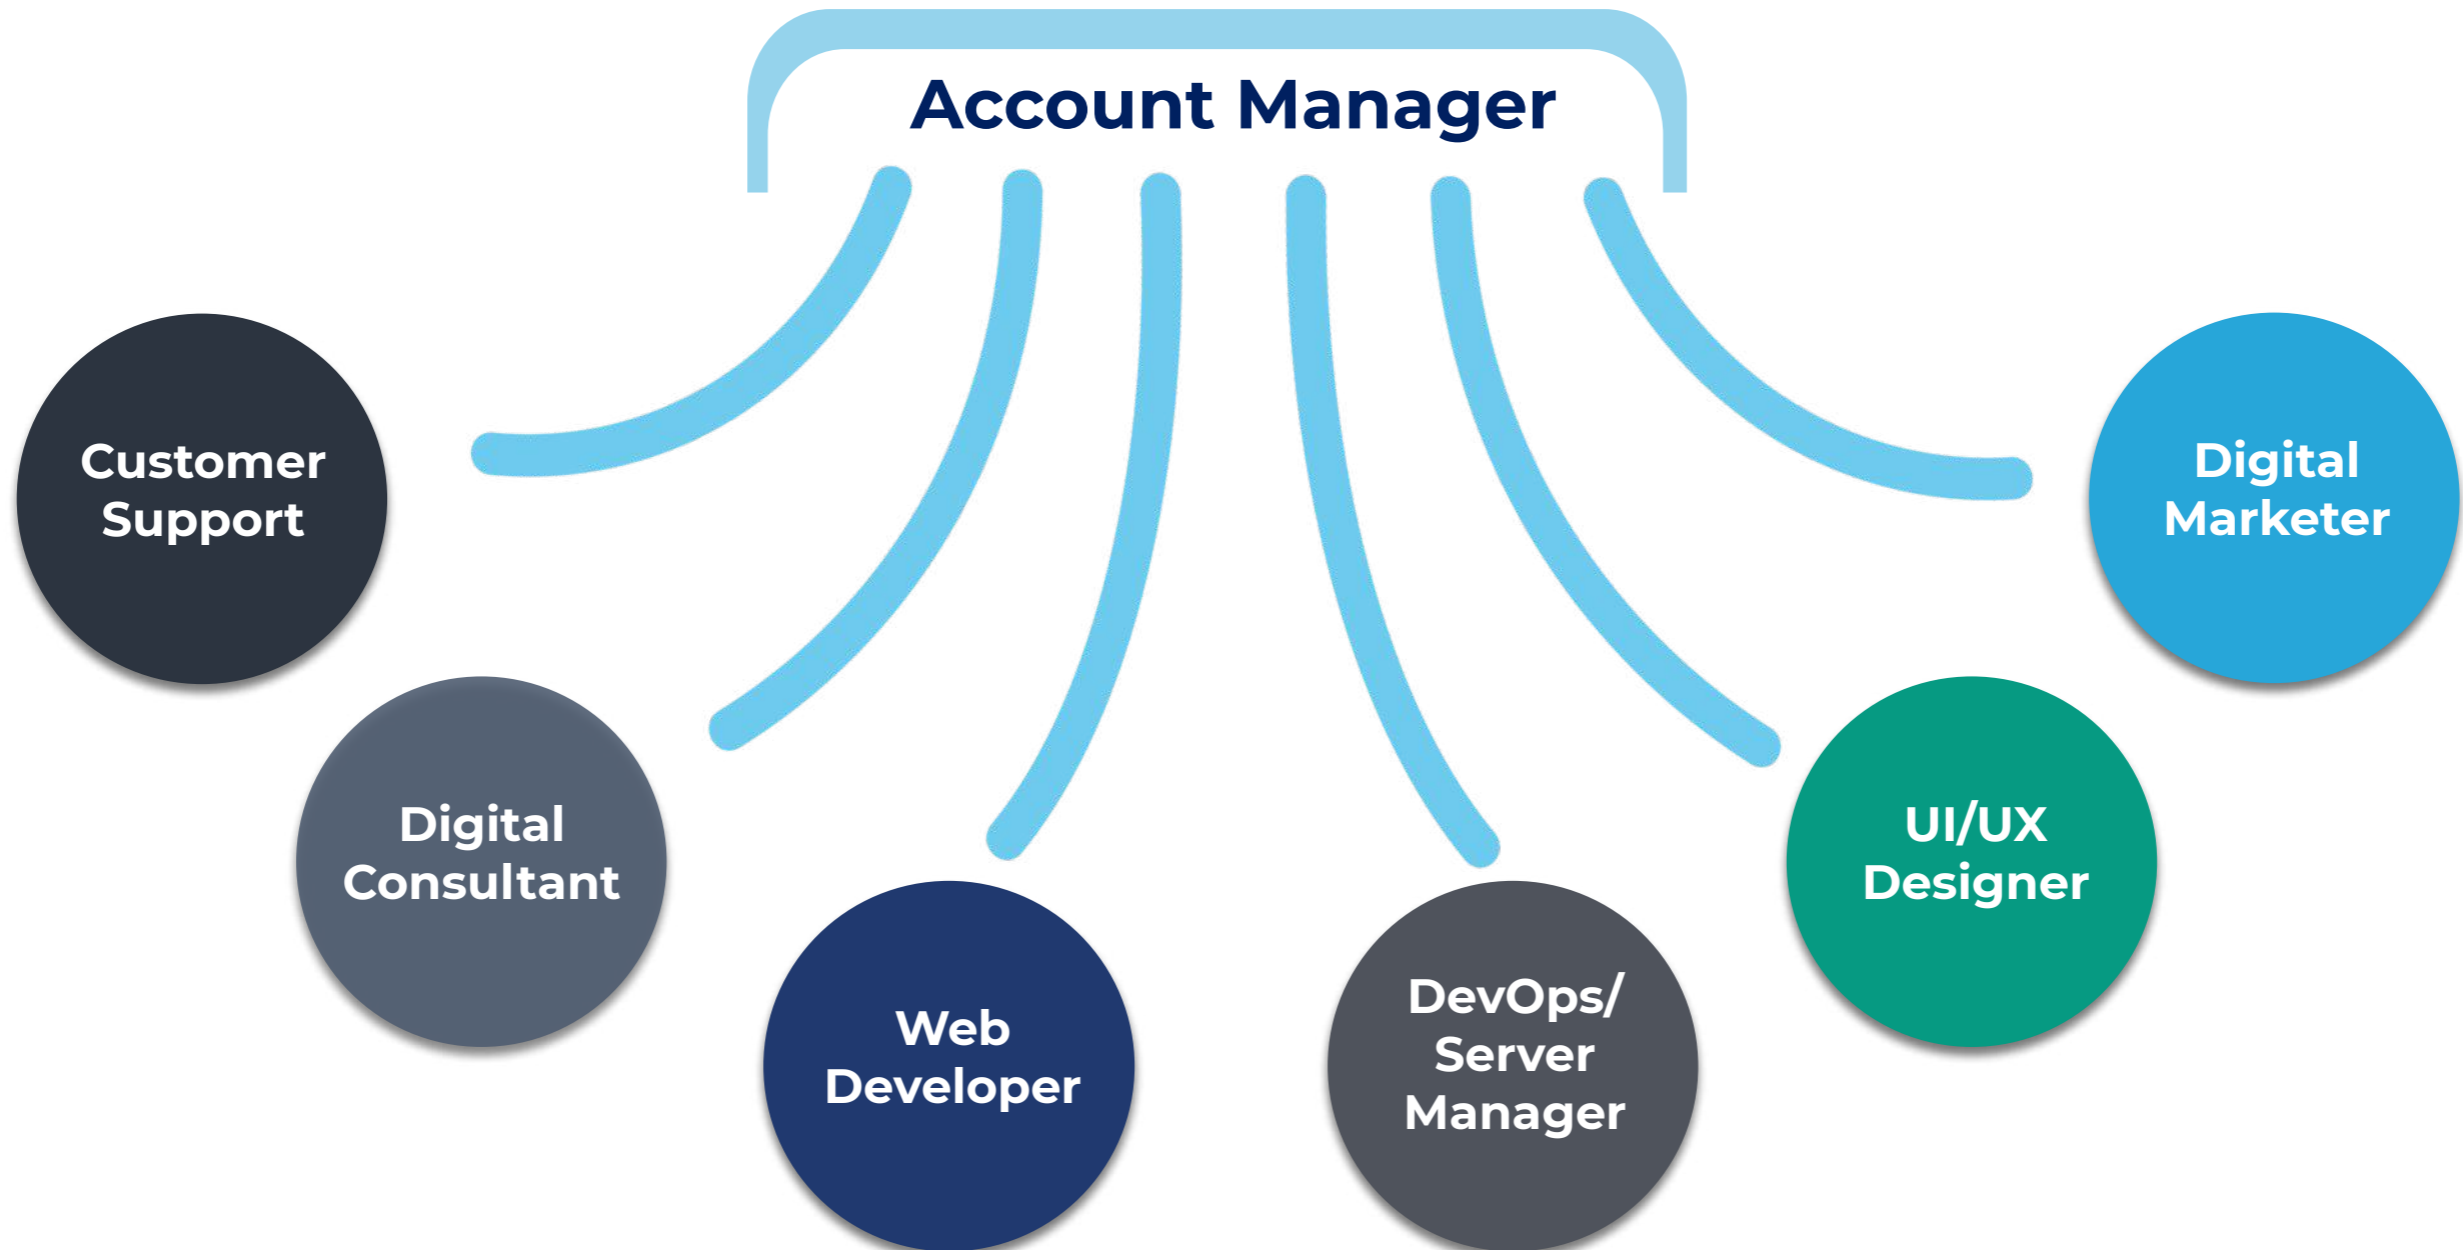 Account Manager
Customer
Support
Digital
Consultant
Web
Developer
DevOps/
Server
Manager
UI/UX
Designer
Digital
Marketer